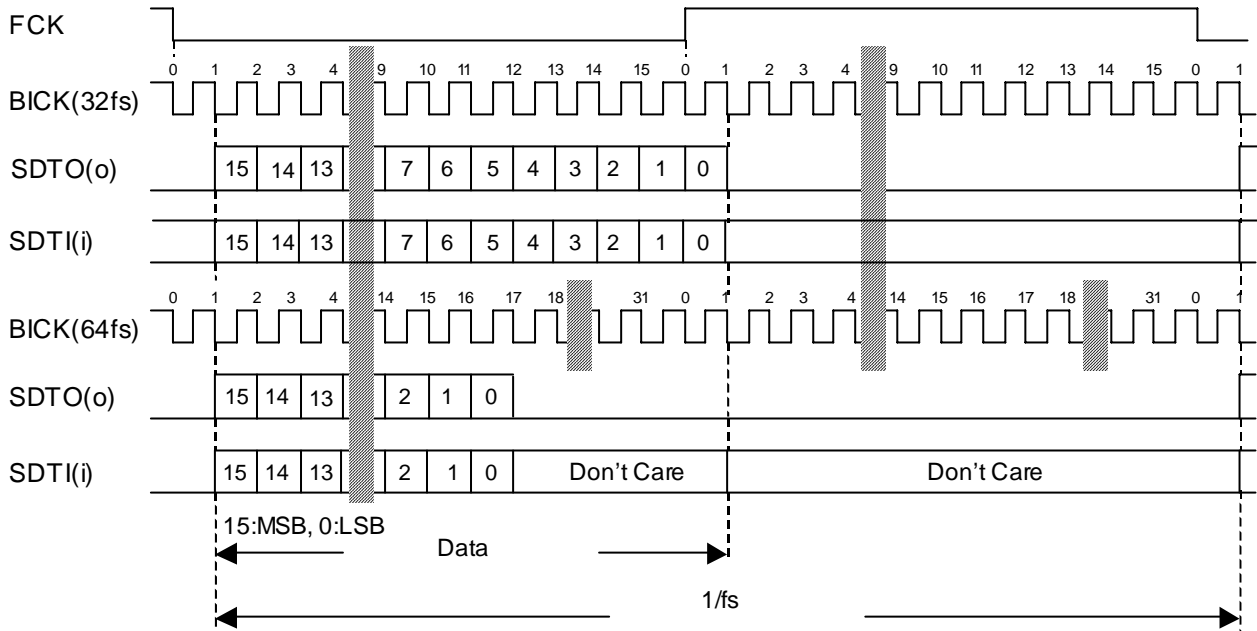 FCK
0 1 2 3 4 9 10 11 12 13 14 15 0 1 2 3 4 9 10 11 12 13 14 15 0 1
BICK(32fs)
SDTO(o) 15 14 13 7 6 5 4 3 2 1 0
SDTI(i) 15 14 13 7 6 5 4 3 2 1 0
0 1 2 3 4 14 15 16 17 18 31 0 1 2 3 4 14 15 16 17 18 31 0 1
BICK(64fs)
SDTO(o) 15 14 13 2 1 0
SDTI(i) 15 14 13 2 1 0 Don't Care Don't Care
15:MSB, 0:LSB
Data
1/fs